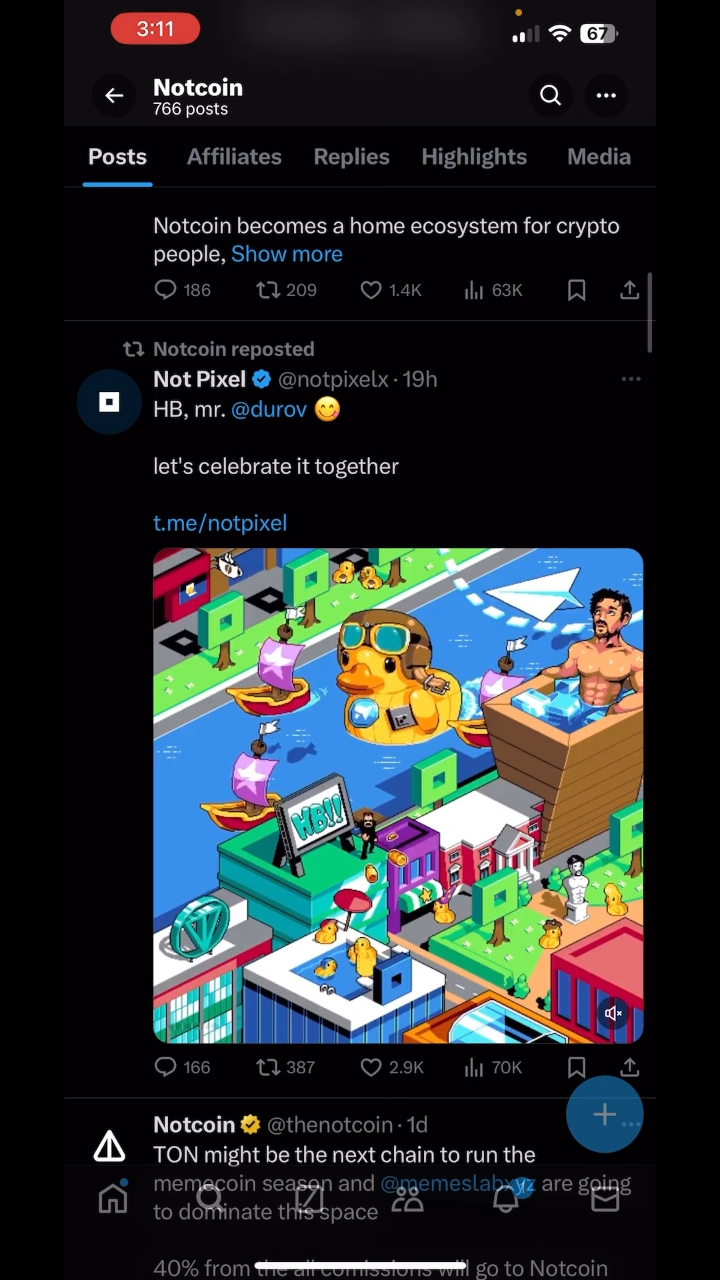 3:11
67
Notcoin
766 posts
Posts Affiliates Replies Highlights Media
Notcoin becomes a home ecosystem for crypto
people, Show more
186 209 1.4K 63K
Notcoin reposted
Not Pixel @notpixelx · 19h
HB, mr. @durov 😋
let's celebrate it together
t.me/notpixel
HB!!
166 387 2.9K 70K
Notcoin @thenotcoin · 1d
TON might be the next chain to run the
memecoin season and @memeslabxyz are going
to dominate this space
40% from the all comissions will go to Notcoin